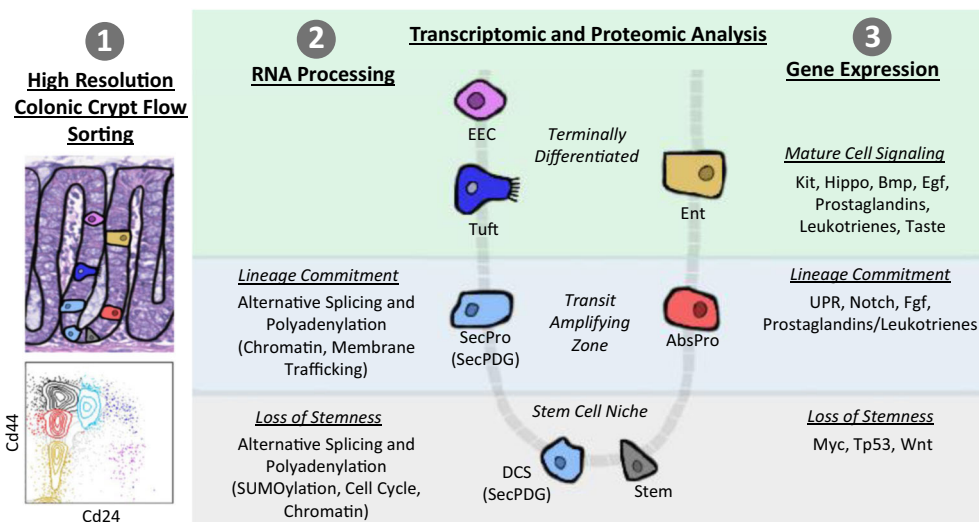 1
High Resolution
Colonic Crypt Flow
Sorting
Cd44
Cd24
Transcriptomic and Proteomic Analysis
2
RNA Processing
3
Gene Expression
EEC
Terminally
Differentiated
Tuft
Ent
Mature Cell Signaling
Kit, Hippo, Bmp, Egf,
Prostaglandins,
Leukotrienes, Taste
Lineage Commitment
Alternative Splicing and
Polyadenylation
(Chromatin, Membrane
Trafficking)
SecPro
(SecPDG)
Transit
Amplifying
Zone
AbsPro
Lineage Commitment
UPR, Notch, Fgf,
Prostaglandins/Leukotrienes
Loss of Stemness
Alternative Splicing and
Polyadenylation
(SUMOylation, Cell Cycle,
Chromatin)
Stem Cell Niche
DCS
(SecPDG)
Stem
Loss of Stemness
Myc, Tp53, Wnt